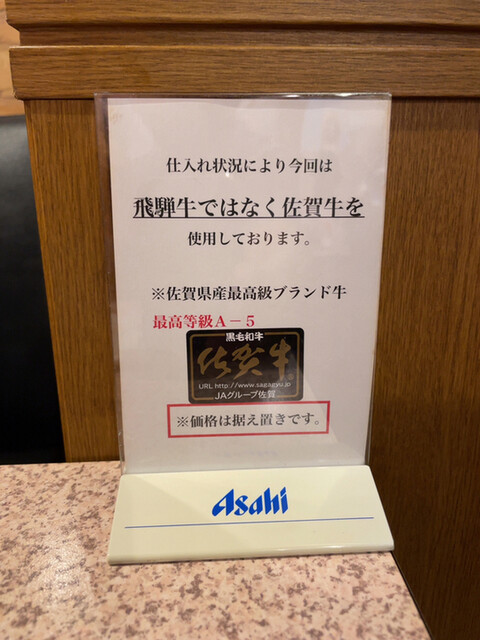 仕入れ状況により今回は
飛騨牛ではなく佐賀牛を
使用しております。
※佐賀県産最高級ブランド牛
最高等級A－5
黒毛和牛
佐賀牛
URL http://www.sagagyu.jp
JAグループ佐賀
※価格は据え置きです。
Asahi